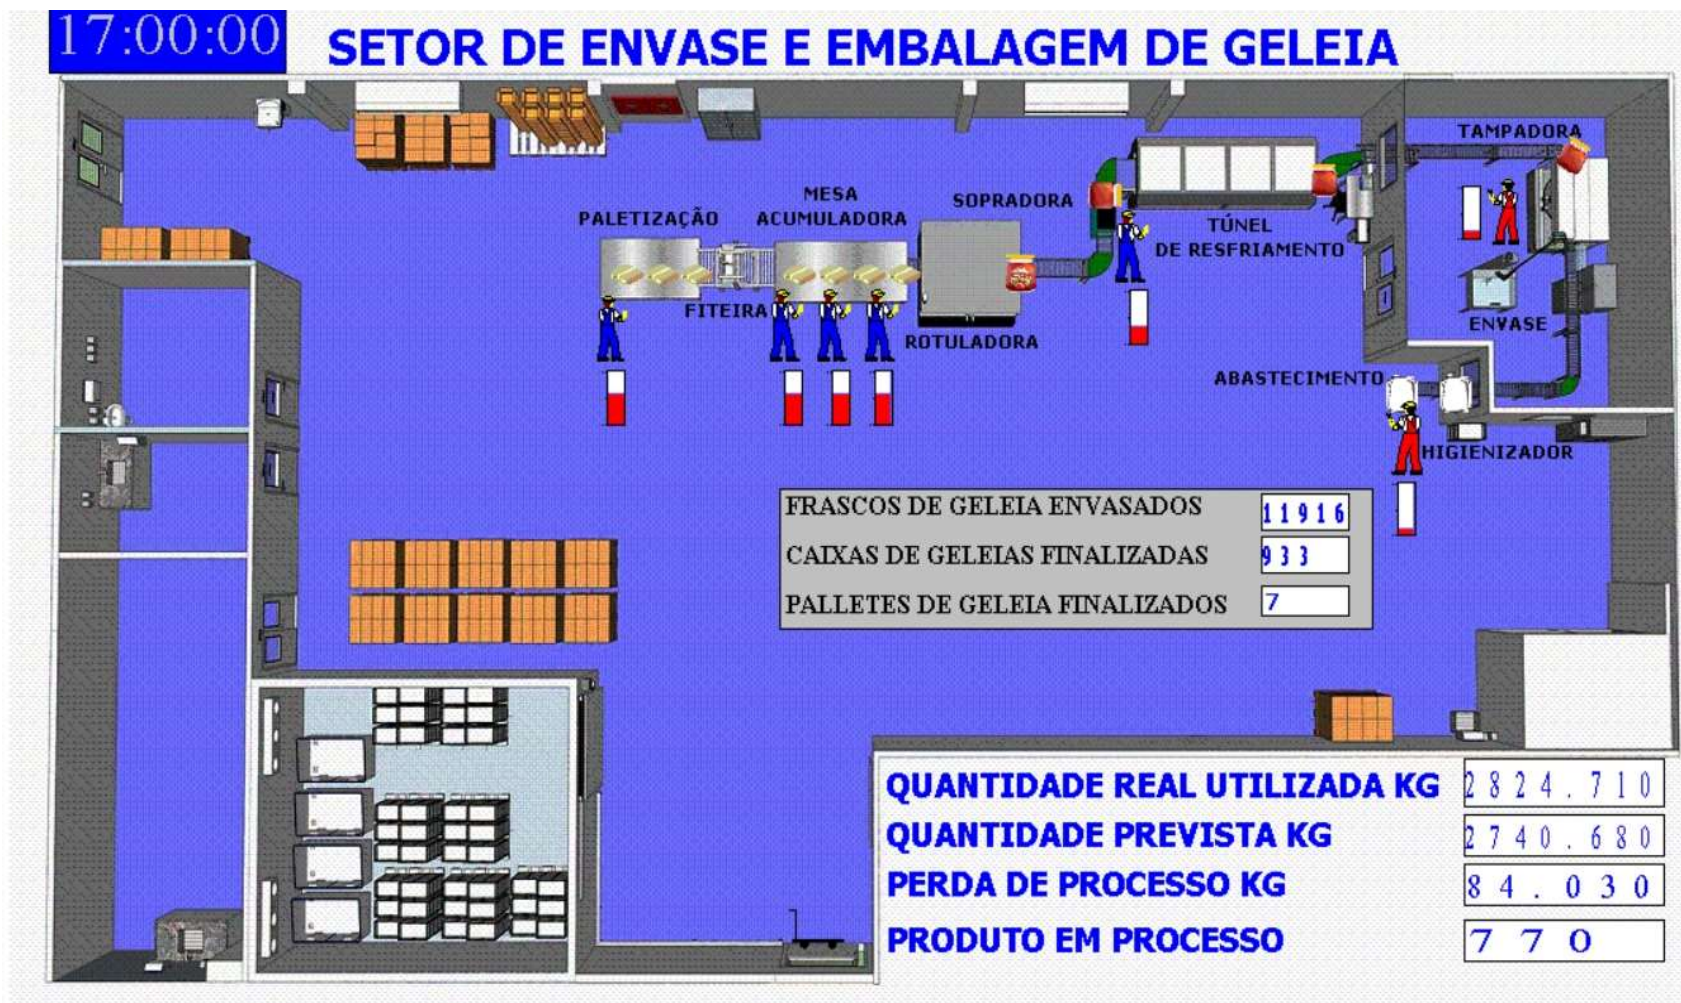 17:00:00
SETOR DE ENVASE E EMBALAGEM DE GELEIA
TAMPADORA
MESA
ACUMULADORA
SOPRADORA
PALETIZAÇÃO
TÚNEL
DE RESFRIAMENTO
FITEIRA
ROTULADORA
ENVASE
ABASTECIMENTO
HIGIENIZADOR
FRASCOS DE GELEIA ENVASADOS 11916
CAIXAS DE GELEIAS FINALIZADAS 933
PALLETES DE GELEIA FINALIZADOS 7
QUANTIDADE REAL UTILIZADA KG 2824.710
QUANTIDADE PREVISTA KG 2740.680
PERDA DE PROCESSO KG 84.030
PRODUTO EM PROCESSO 770